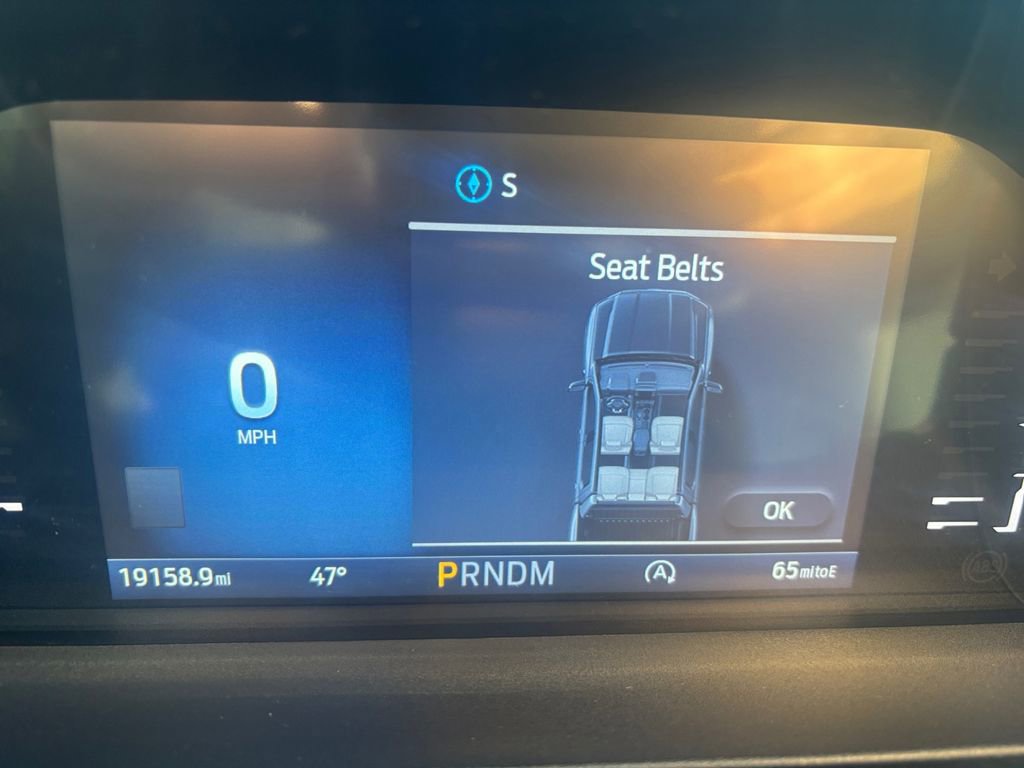 S
Seat Belts
0
MPH
OK
19158.9mi 47° PRNDM A 65mitoE